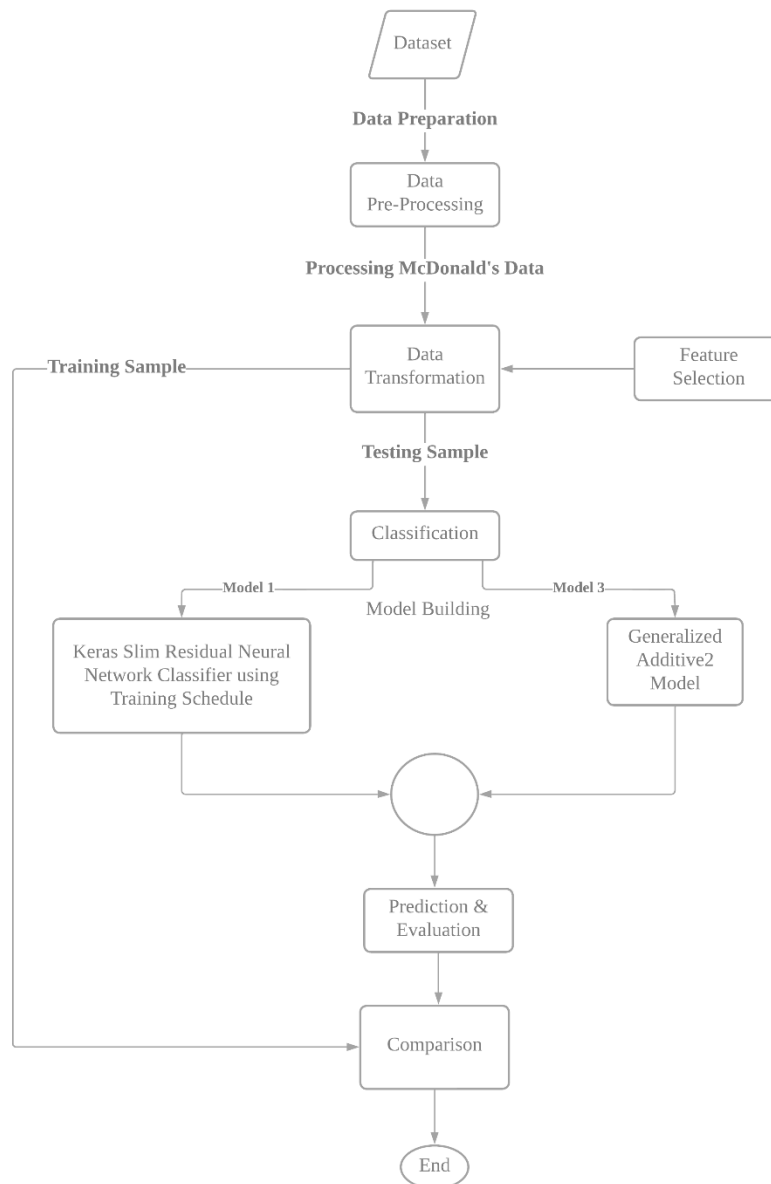 Dataset
Data Preparation
Data
Pre-Processing
Processing McDonald's Data
Training Sample
Data
Transformation
Feature
Selection
Testing Sample
Classification
Model 1
Model 3
Model Building
Keras Slim Residual Neural
Network Classifier using
Training Schedule
Generalized
Additive2
Model
Prediction &
Evaluation
Comparison
End